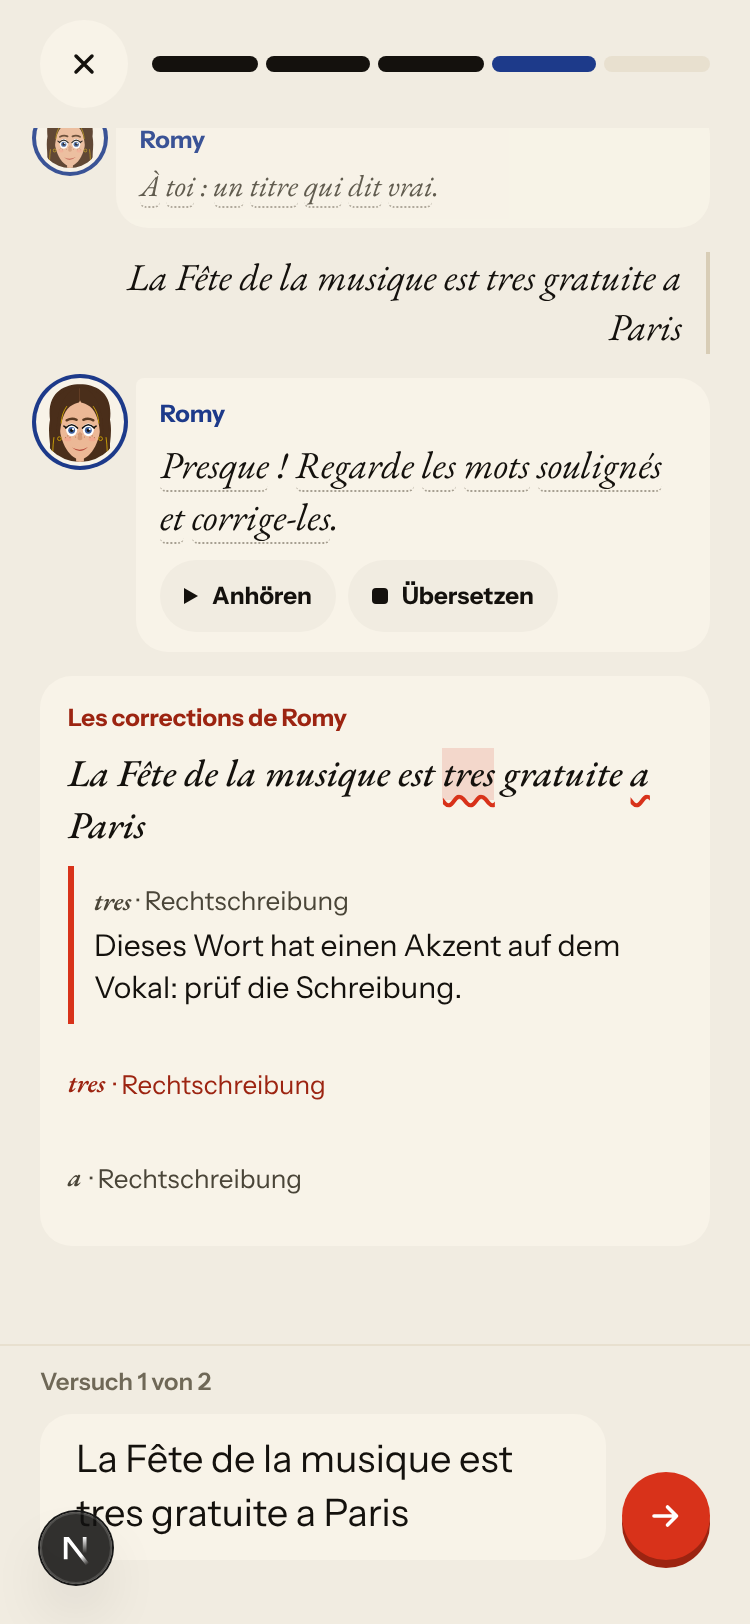 Romy
À toi : un titre qui dit vrai.
La Fête de la musique est tres gratuite a
Paris
Romy
Presque ! Regarde les mots soulignés
et corrige-les.
Anhören
Übersetzen
Les corrections de Romy
La Fête de la musique est tres gratuite a
Paris
tres · Rechtschreibung
Dieses Wort hat einen Akzent auf dem
Vokal: prüf die Schreibung.
tres · Rechtschreibung
a · Rechtschreibung
Versuch 1 von 2
La Fête de la musique est
tres gratuite a Paris
N